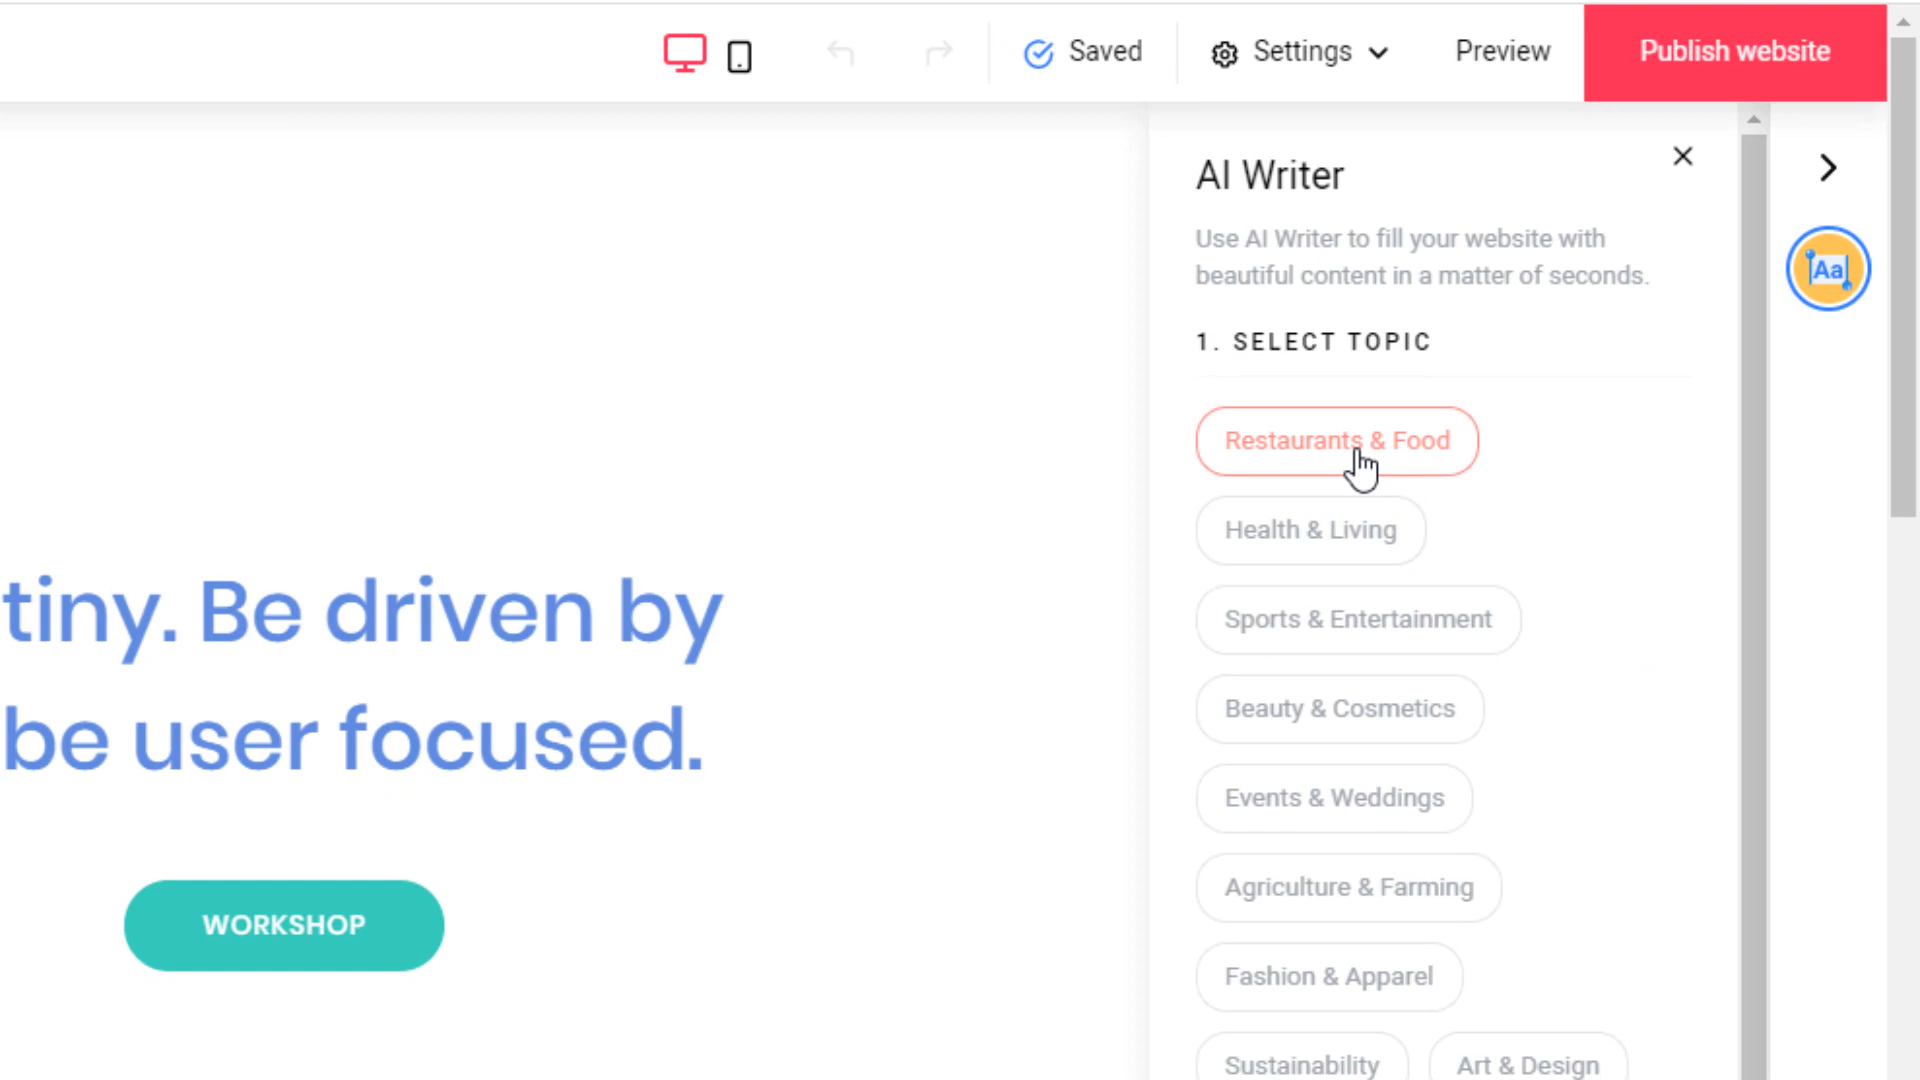 Saved
Settings
Preview
Publish website
AI Writer
Use AI Writer to fill your website with
beautiful content in a matter of seconds.
Aa
1. SELECT TOPIC
Restaurants & Food
Health & Living
Sports & Entertainment
Beauty & Cosmetics
Events & Weddings
Agriculture & Farming
Fashion & Apparel
Sustainability
Art & Design
tiny. Be driven by
be user focused.
WORKSHOP